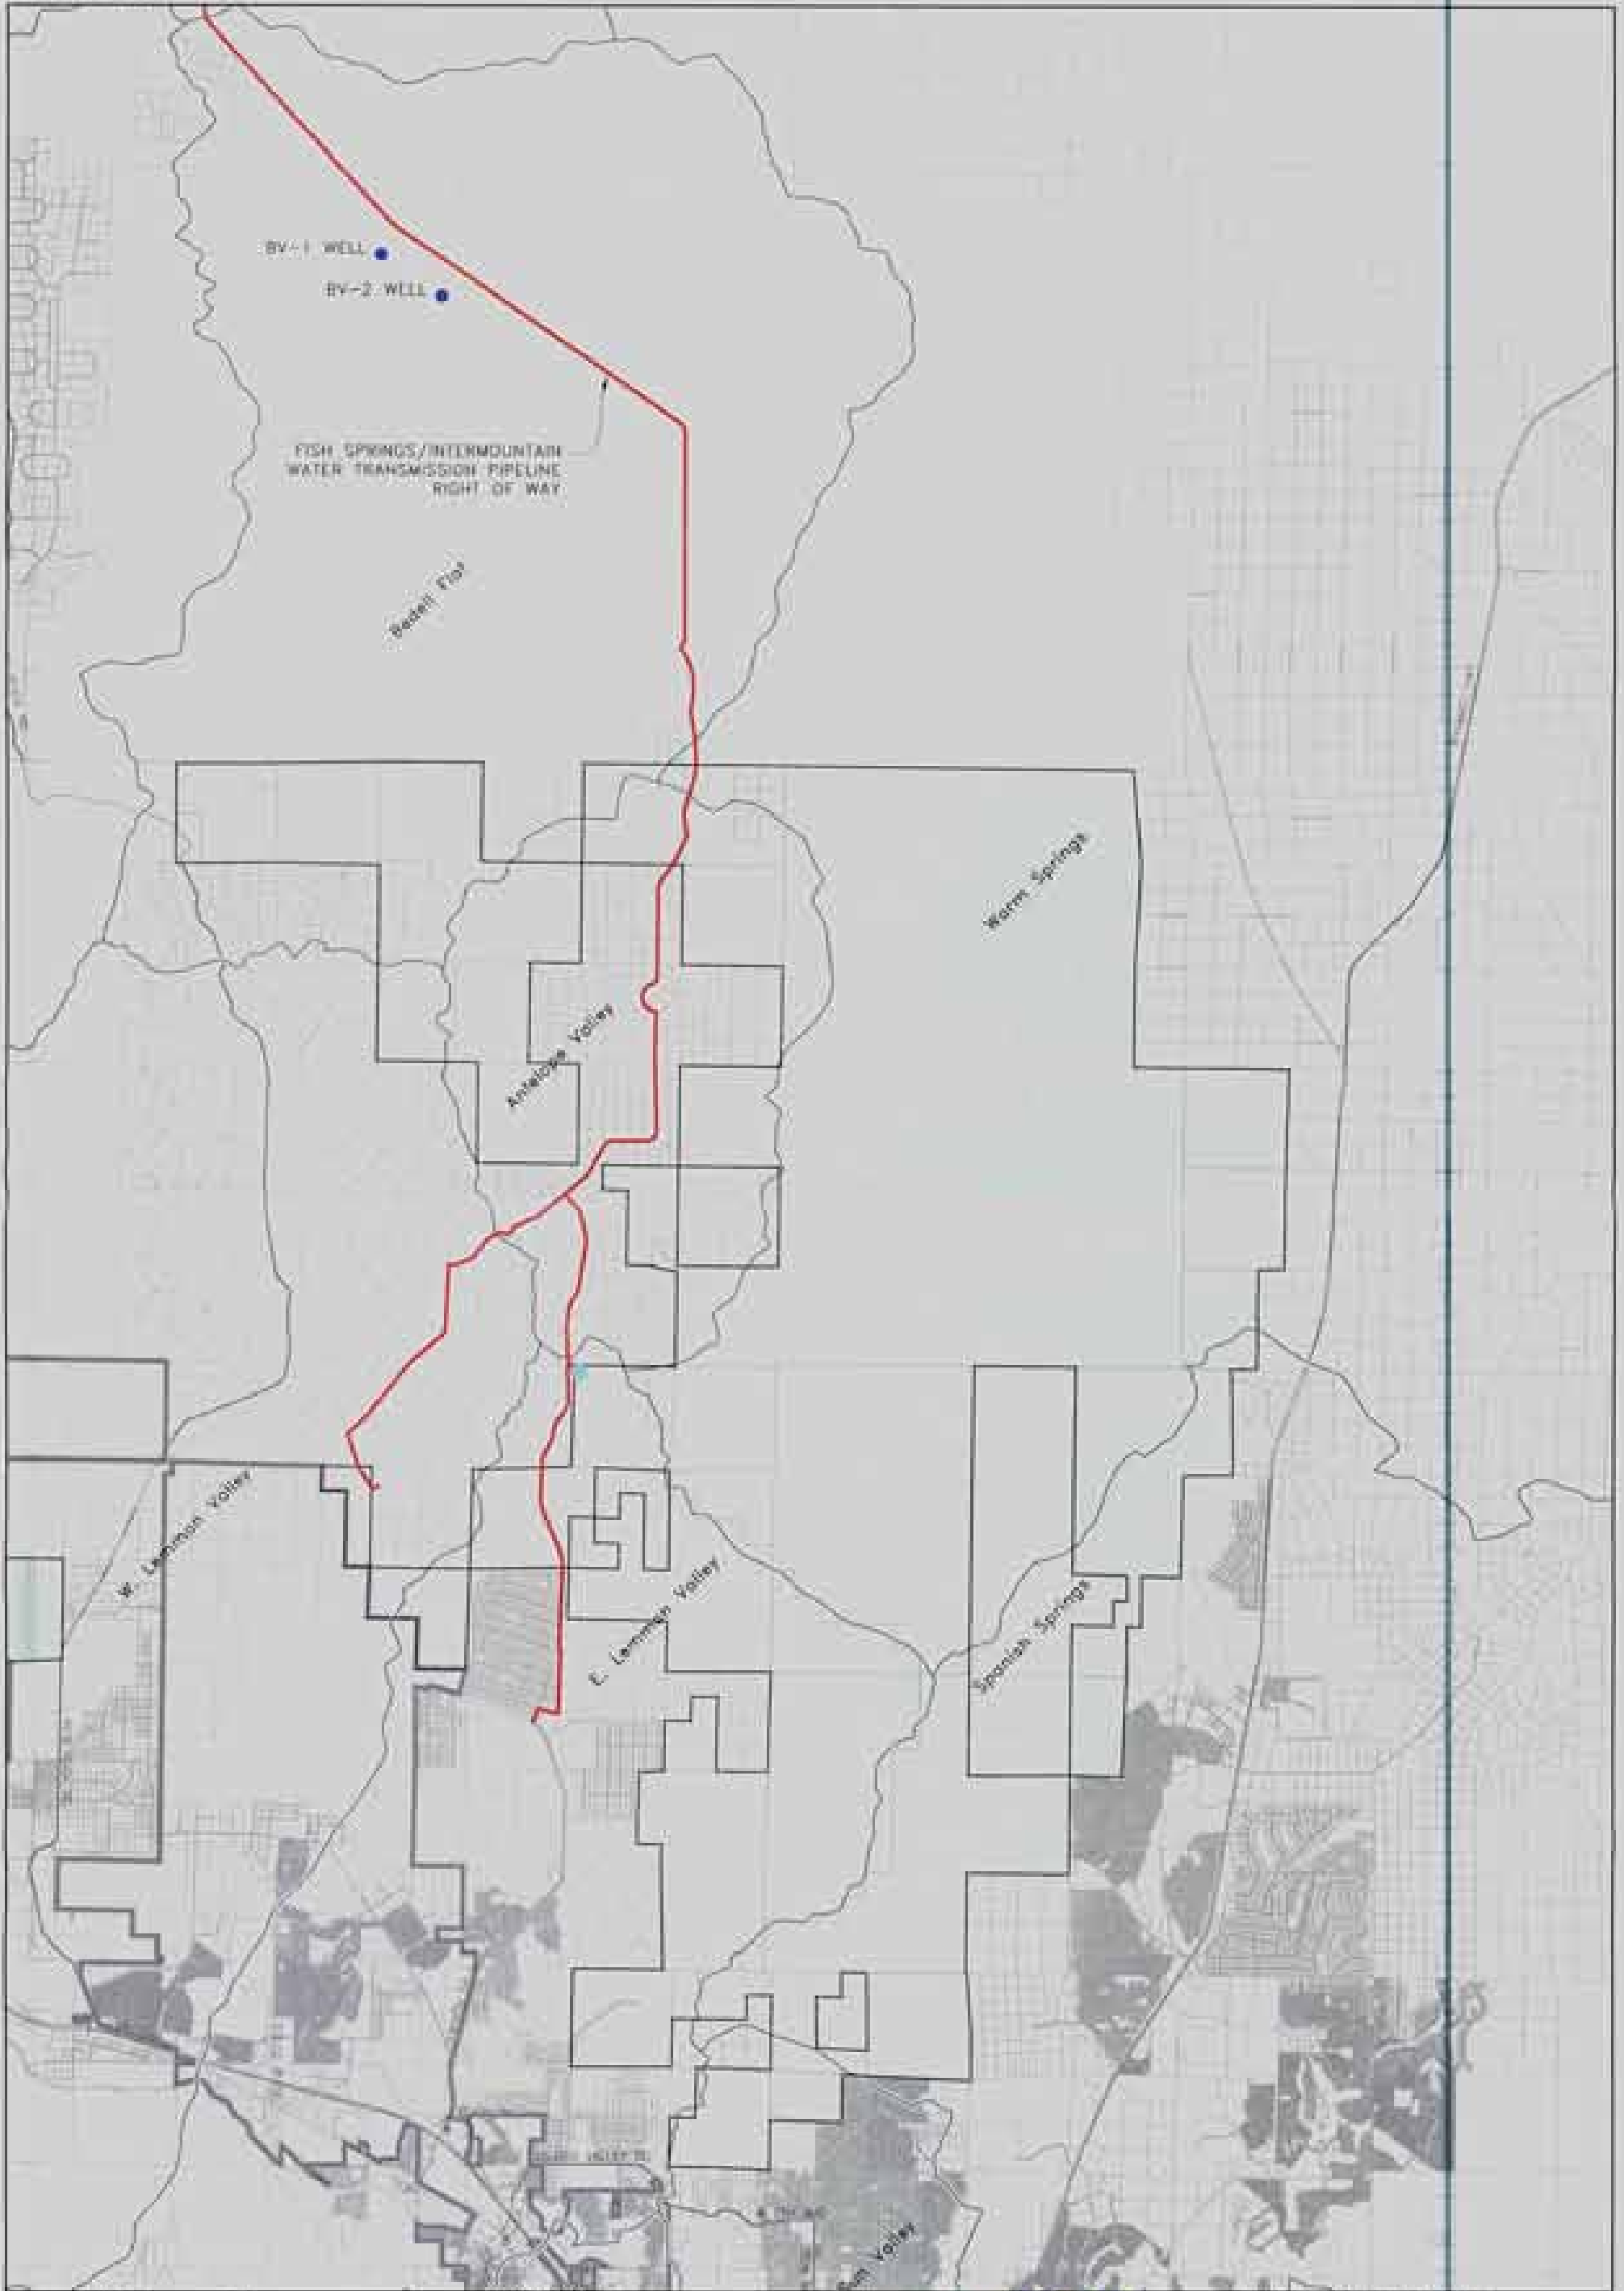 BV-1 WELL
BV-2 WELL
FISH SPRINGS/INTERMOUNTAIN
WATER TRANSMISSION PIPELINE
RIGHT OF WAY
Bedell Flat
Warm Springs
Antelope Valley
W. Lemmon Valley
E. Lemmon Valley
Spanish Springs
Sun Valley